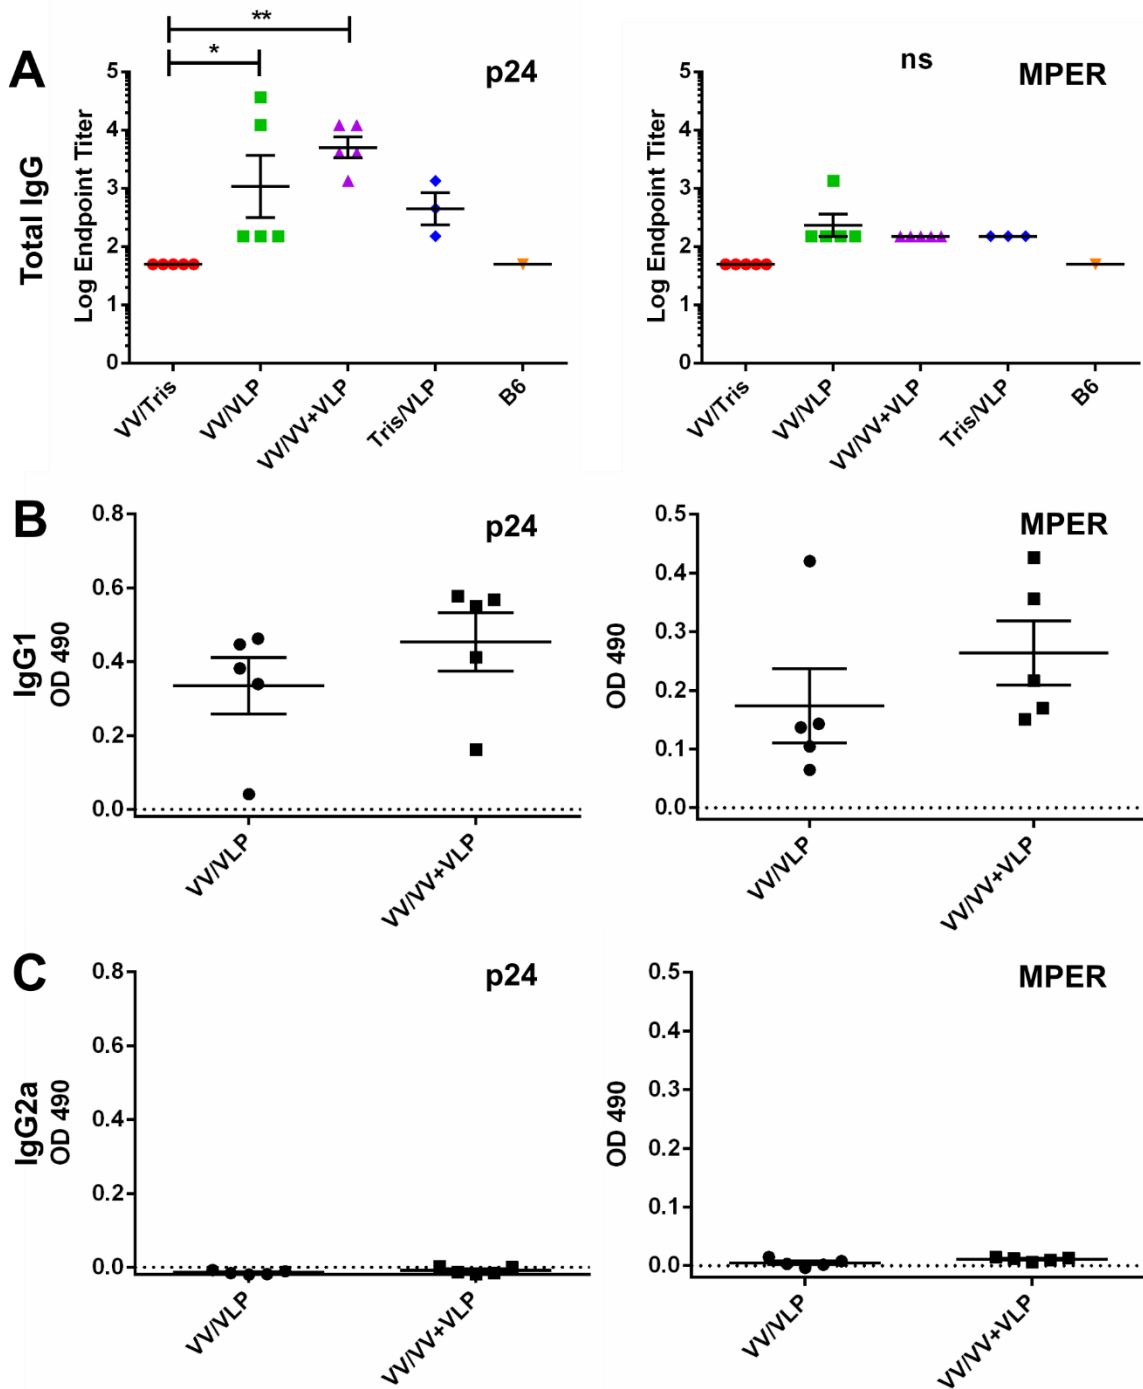 **
*
A
p24
ns
MPER
Total IgG
Log Endpoint Titer
5
4
3
2
1
0
VV/Tris
VV/VLP
VV/VV+VLP
Tris/VLP
B6
Log Endpoint Titer
5
4
3
2
1
0
VV/Tris
VV/VLP
VV/VV+VLP
Tris/VLP
B6
B
p24
MPER
IgG1
OD 490
0.8
0.6
0.4
0.2
0.0
VV/VLP
VV/VV+VLP
OD 490
0.5
0.4
0.3
0.2
0.1
0.0
VV/VLP
VV/VV+VLP
C
p24
MPER
IgG2a
OD 490
0.8
0.6
0.4
0.2
0.0
VV/VLP
VV/VV+VLP
OD 490
0.5
0.4
0.3
0.2
0.1
0.0
VV/VLP
VV/VV+VLP